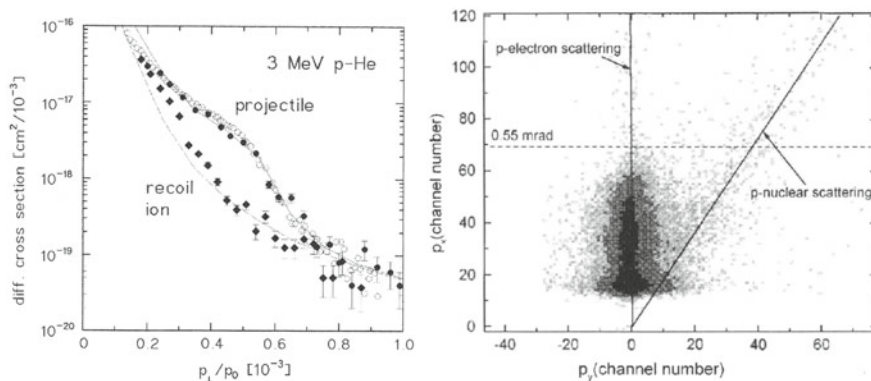 10⁻¹⁶
10⁻¹⁷
10⁻¹⁸
10⁻¹⁹
10⁻²⁰
diff. cross section [cm²/10⁻³]
3 MeV p-He
projectile
recoil
ion
0.0 0.2 0.4 0.6 0.8 1.0
p⊥/p₀ [10⁻³]
120
100
80
60
40
20
0
pₓ(channel number)
p-electron scattering
0.55 mrad
p-nuclear scattering
-40 -20 0 20 40 60
pᵧ(channel number)